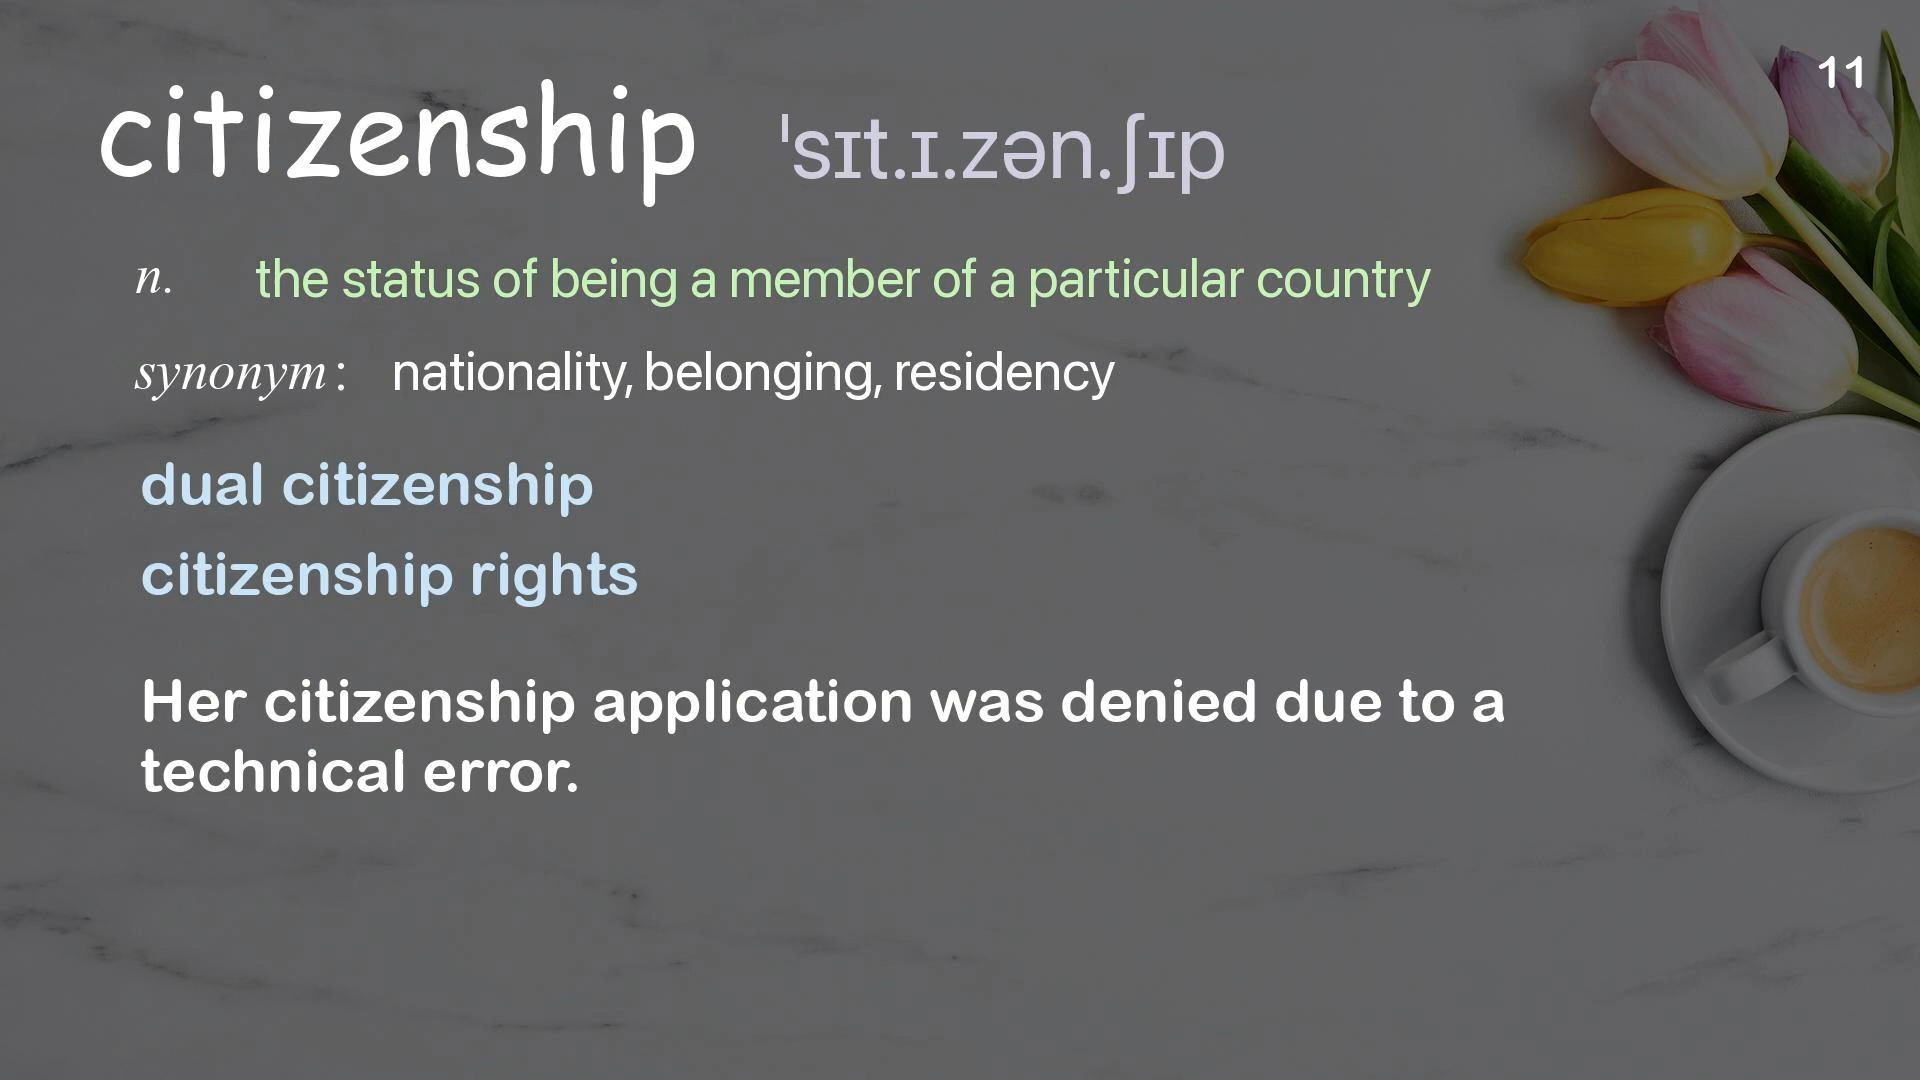 11
citizenship ˈsɪt.ɪ.zən.ʃɪp
n. the status of being a member of a particular country
synonym: nationality, belonging, residency
dual citizenship
citizenship rights
Her citizenship application was denied due to a
technical error.